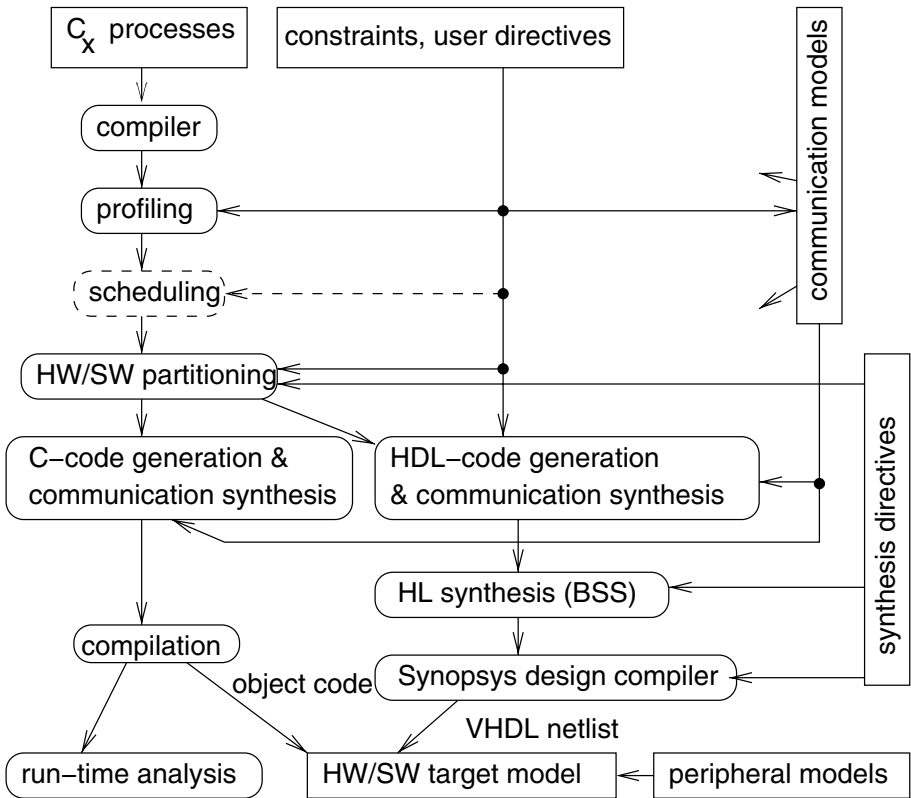 Cx processes
constraints, user directives
communication models
compiler
profiling
scheduling
HW/SW partitioning
C−code generation &
communication synthesis
HDL−code generation
& communication synthesis
synthesis directives
HL synthesis (BSS)
compilation
object code
Synopsys design compiler
VHDL netlist
run−time analysis
HW/SW target model
peripheral models